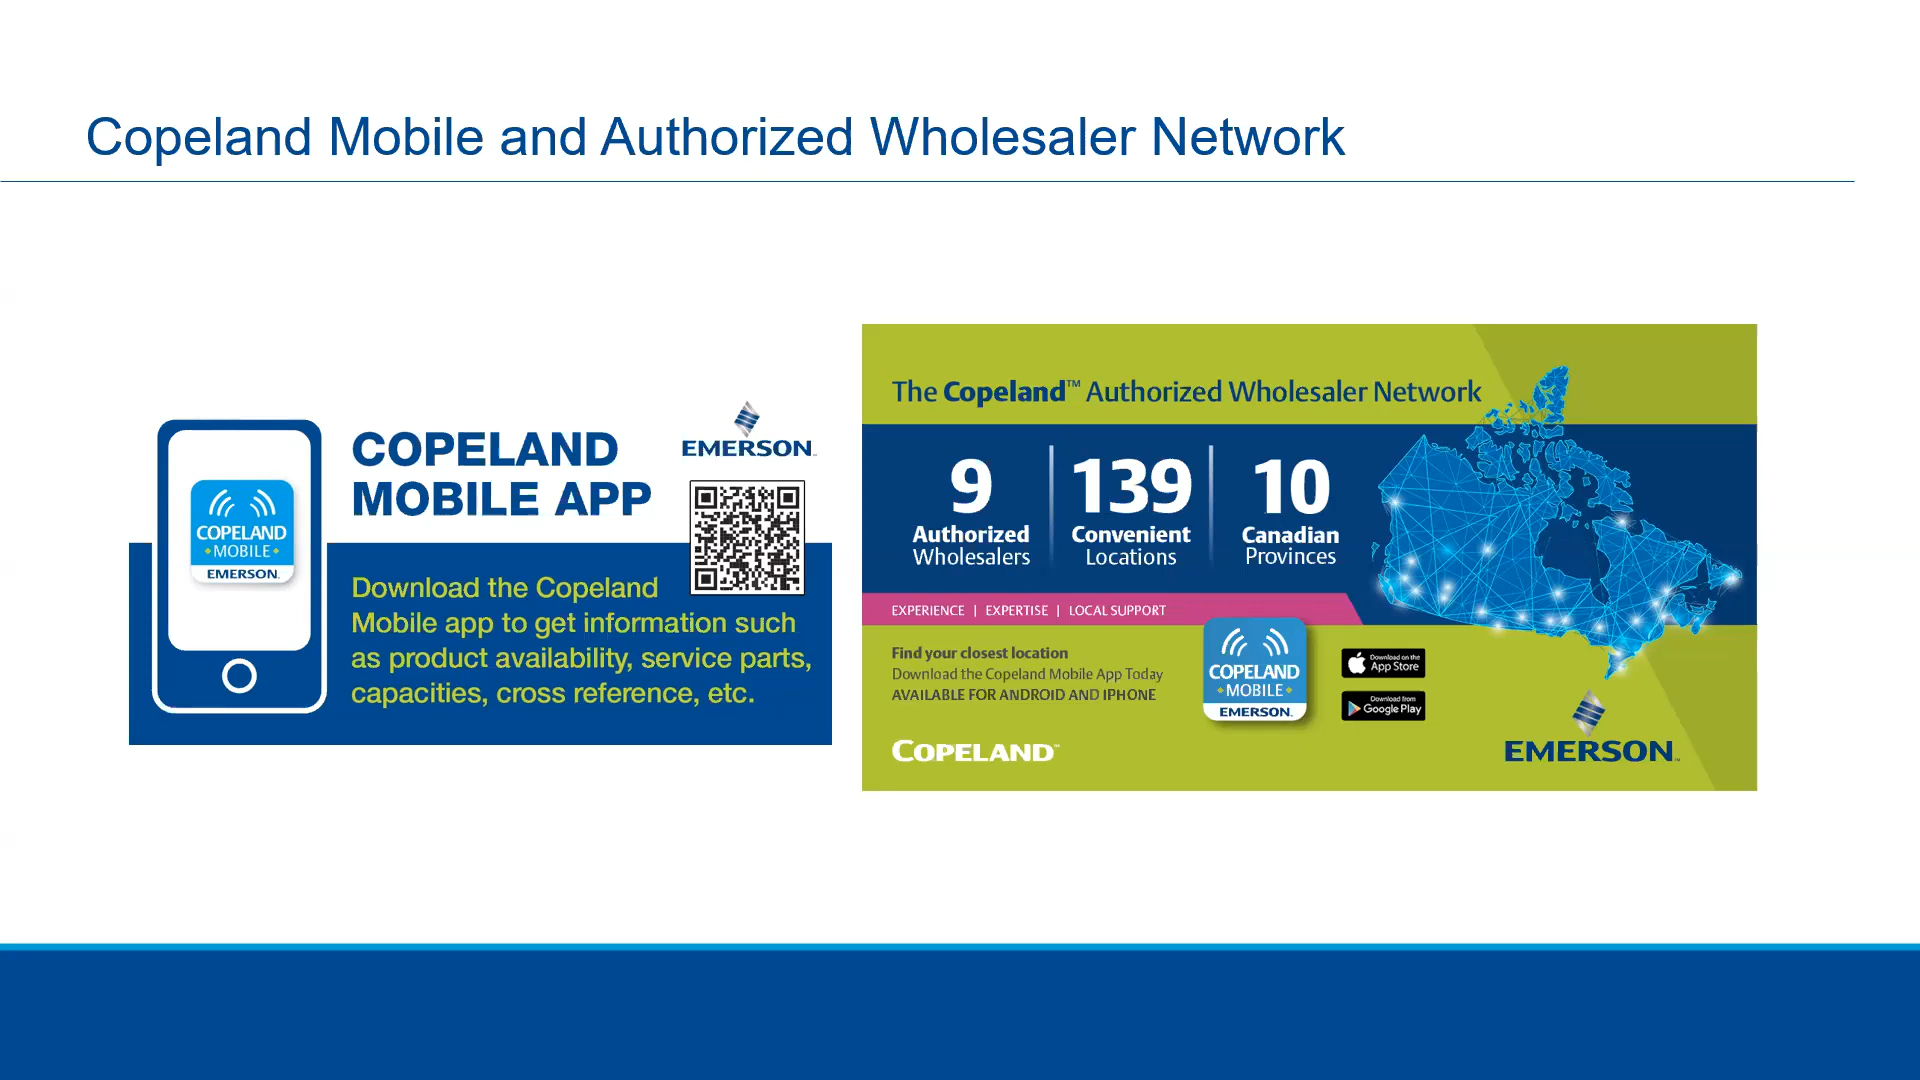 Copeland Mobile and Authorized Wholesaler Network
COPELAND
MOBILE APP
EMERSON™
COPELAND
•MOBILE•
EMERSON.
Download the Copeland
Mobile app to get information such
as product availability, service parts,
capacities, cross reference, etc.
The Copeland™ Authorized Wholesaler Network
9
Authorized
Wholesalers
139
Convenient
Locations
10
Canadian
Provinces
EXPERIENCE | EXPERTISE | LOCAL SUPPORT
Find your closest location
Download the Copeland Mobile App Today
AVAILABLE FOR ANDROID AND IPHONE
COPELAND
•MOBILE•
EMERSON.
Download on the
App Store
Download from
Google Play
COPELAND™
EMERSON™